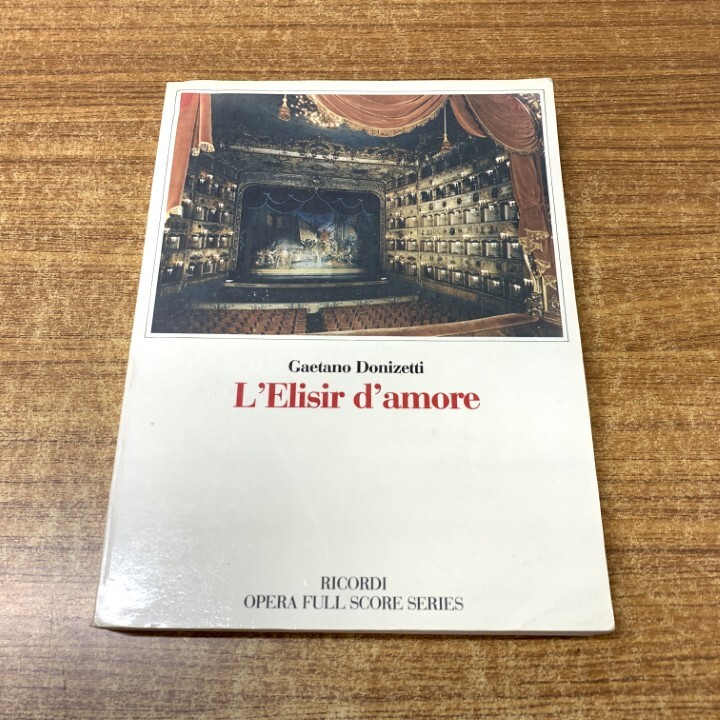 Gaetano Donizetti
L'Elisir d'amore
RICORDI
OPERA FULL SCORE SERIES